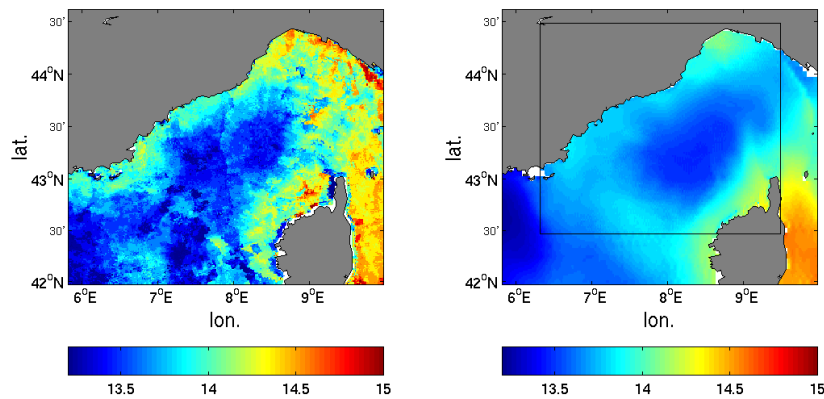 30' 30'
44°N 44°N
30' 30'
lat. lat.
43°N 43°N
30' 30'
42°N 42°N
6°E 7°E 8°E 9°E 6°E 7°E 8°E 9°E
lon. lon.
13.5 14 14.5 15 13.5 14 14.5 15